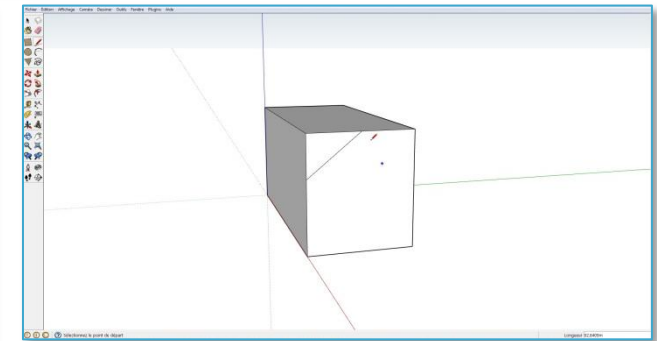 Fichier Edition Affichage Caméra Dessiner Outils Fenêtre Plugins Aide
Sélectionnez le point de départ
Longueur